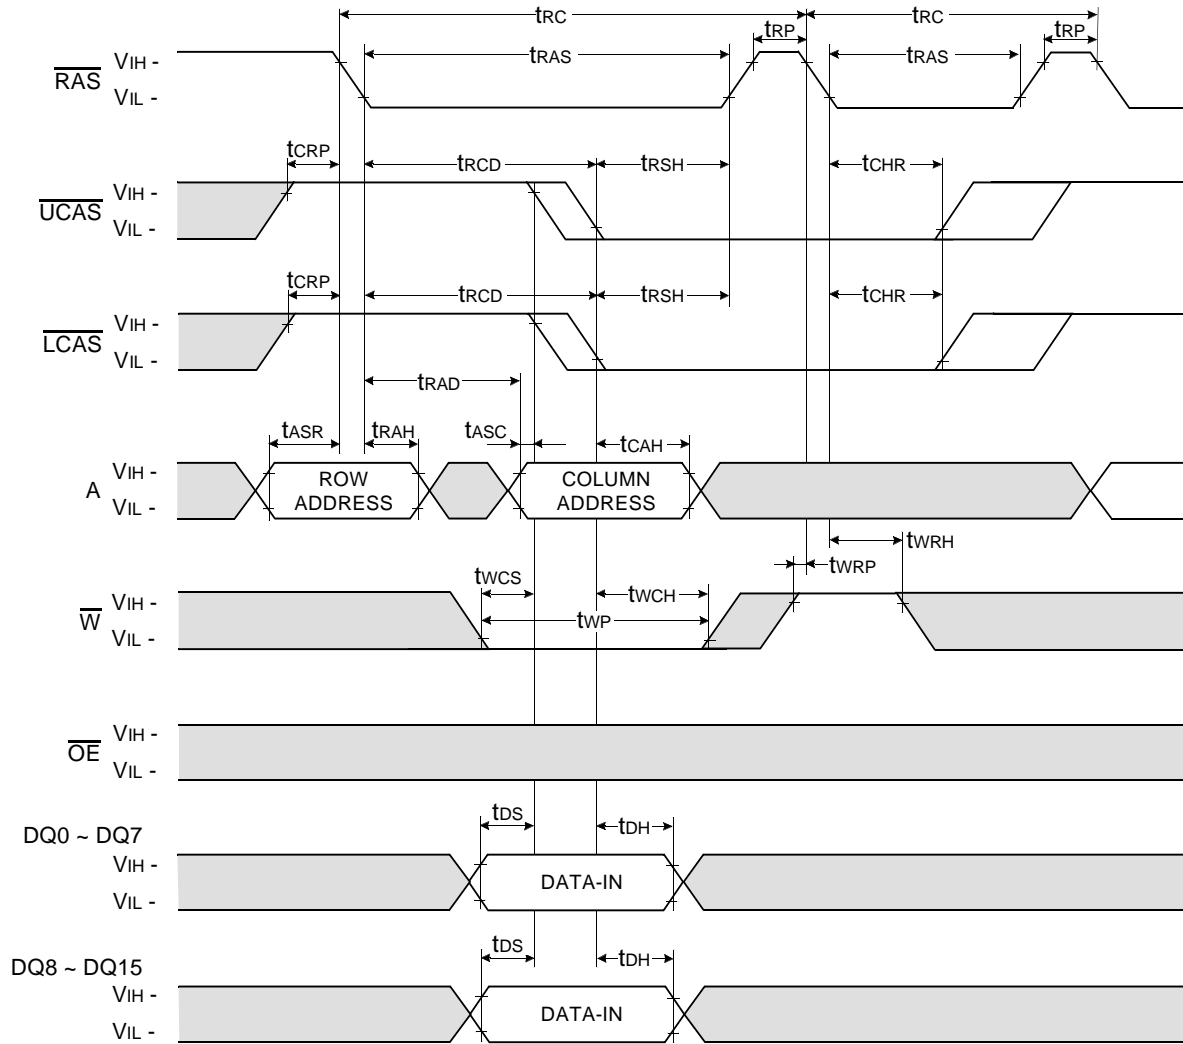 tRC tRC
tRP tRP
tRAS tRAS
RAS VIH -
VIL -
tCRP tRCD tRSH tCHR
UCAS VIH -
VIL -
tCRP tRCD tRSH tCHR
LCAS VIH -
VIL -
tRAD
tASR tRAH tASC tCAH
A VIH -
VIL -
ROW ADDRESS
COLUMN ADDRESS
tWRH
tWRP
tWCS tWCH
tWP
W VIH -
VIL -
OE VIH -
VIL -
tDS tDH
DQ0 ~ DQ7
VIH -
VIL -
DATA-IN
tDS tDH
DQ8 ~ DQ15
VIH -
VIL -
DATA-IN